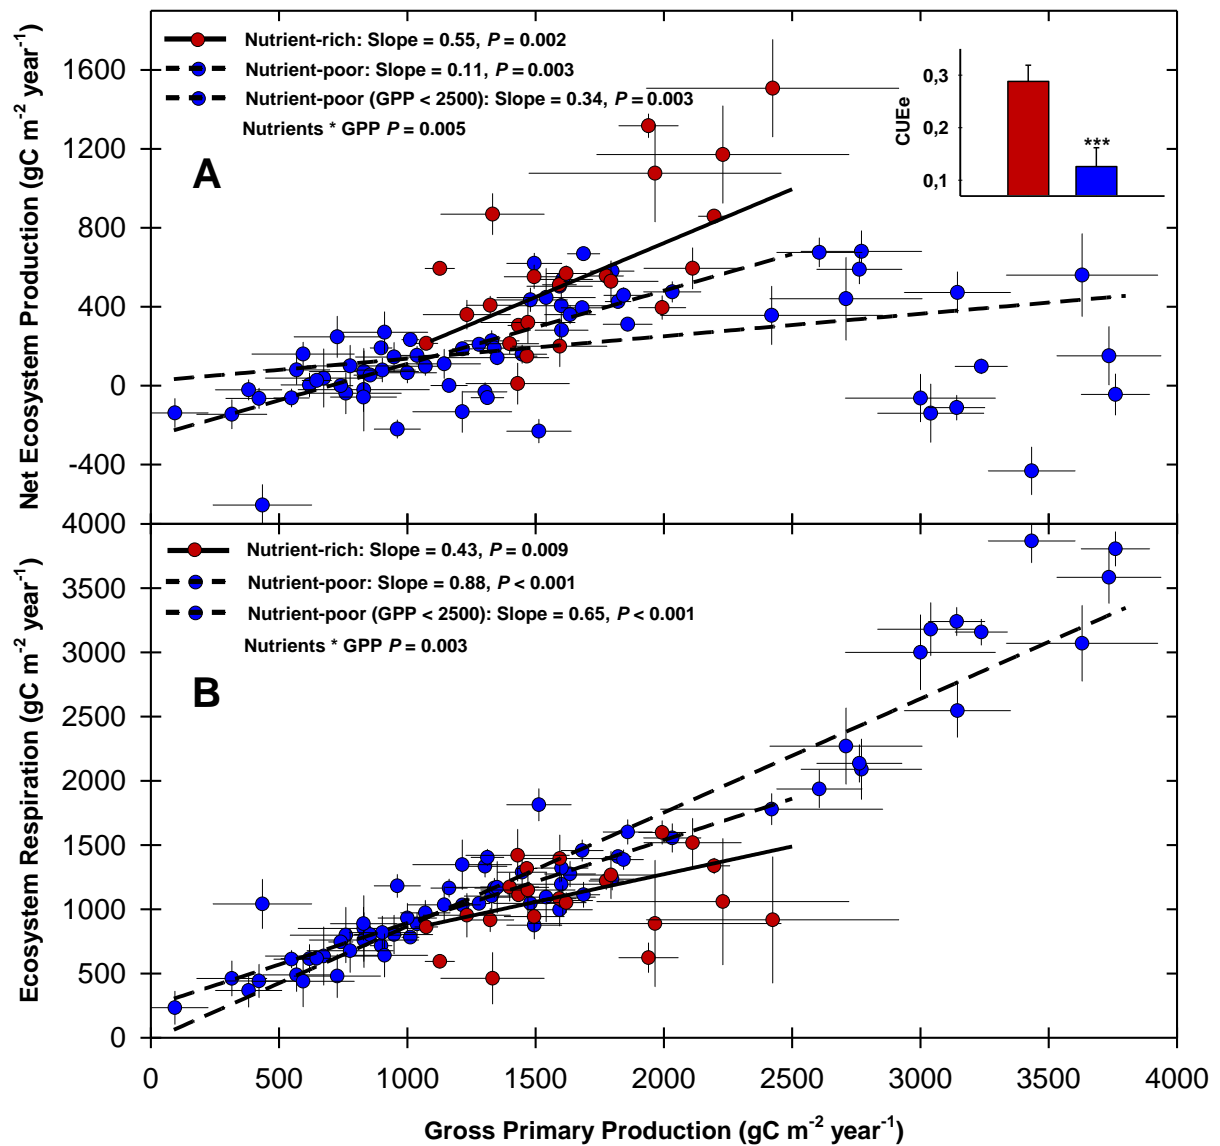 Nutrient-rich: Slope = 0.55, P = 0.002
Nutrient-poor: Slope = 0.11, P = 0.003
Nutrient-poor (GPP < 2500): Slope = 0.34, P = 0.003
Nutrients * GPP P = 0.005
A
Net Ecosystem Production (gC m-2 year-1)
1600
1200
800
400
0
-400
CUEe
0,3
0,2
0,1
***
Nutrient-rich: Slope = 0.43, P = 0.009
Nutrient-poor: Slope = 0.88, P < 0.001
Nutrient-poor (GPP < 2500): Slope = 0.65, P < 0.001
Nutrients * GPP P = 0.003
B
Ecosystem Respiration (gC m-2 year-1)
4000
3000
2000
1000
500
0
1500
0 500 1000 1500 2000 2500 3000 3500 4000
Gross Primary Production (gC m-2 year-1)